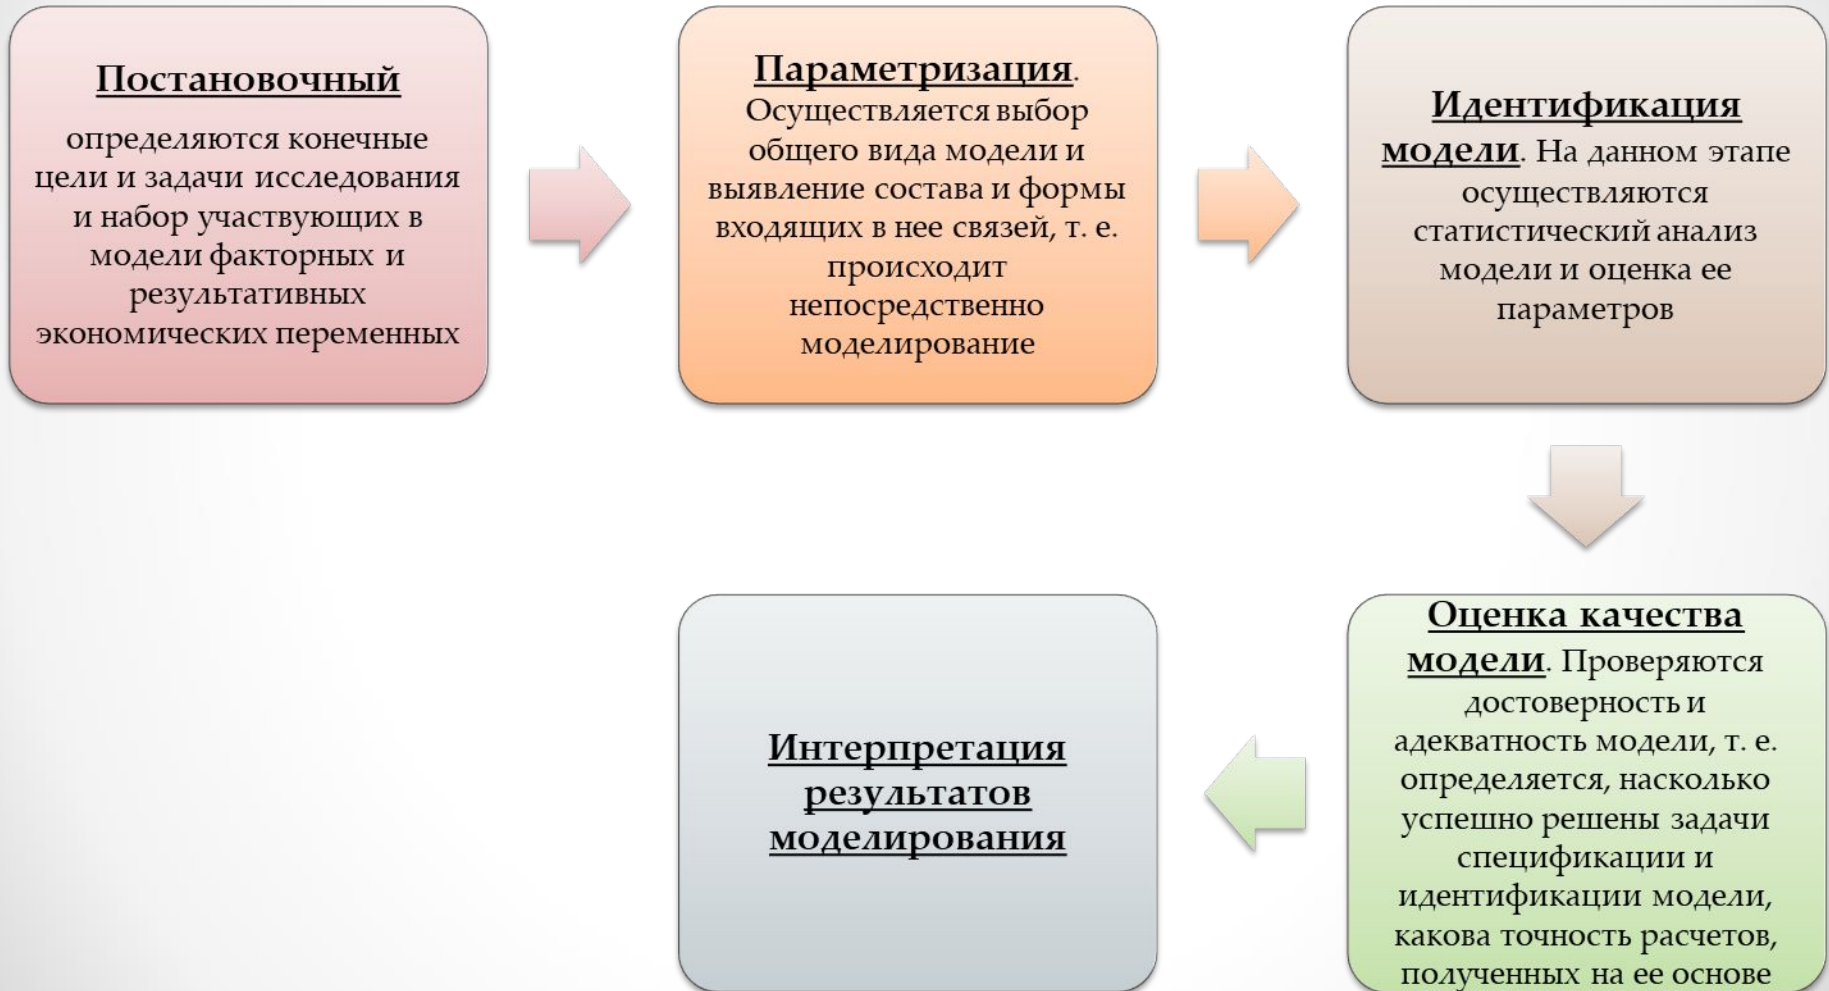 Постановочный
определяются конечные
цели и задачи исследования
и набор участвующих в
модели факторных и
результативных
экономических переменных
Параметризация.
Осуществляется выбор
общего вида модели и
выявление состава и формы
входящих в нее связей, т. е.
происходит
непосредственно
моделирование
Идентификация
модели. На данном этапе
осуществляются
статистический анализ
модели и оценка ее
параметров
Оценка качества
модели. Проверяются
достоверность и
адекватность модели, т. е.
определяется, насколько
успешно решены задачи
спецификации и
идентификации модели,
какова точность расчетов,
полученных на ее основе
Интерпретация
результатов
моделирования